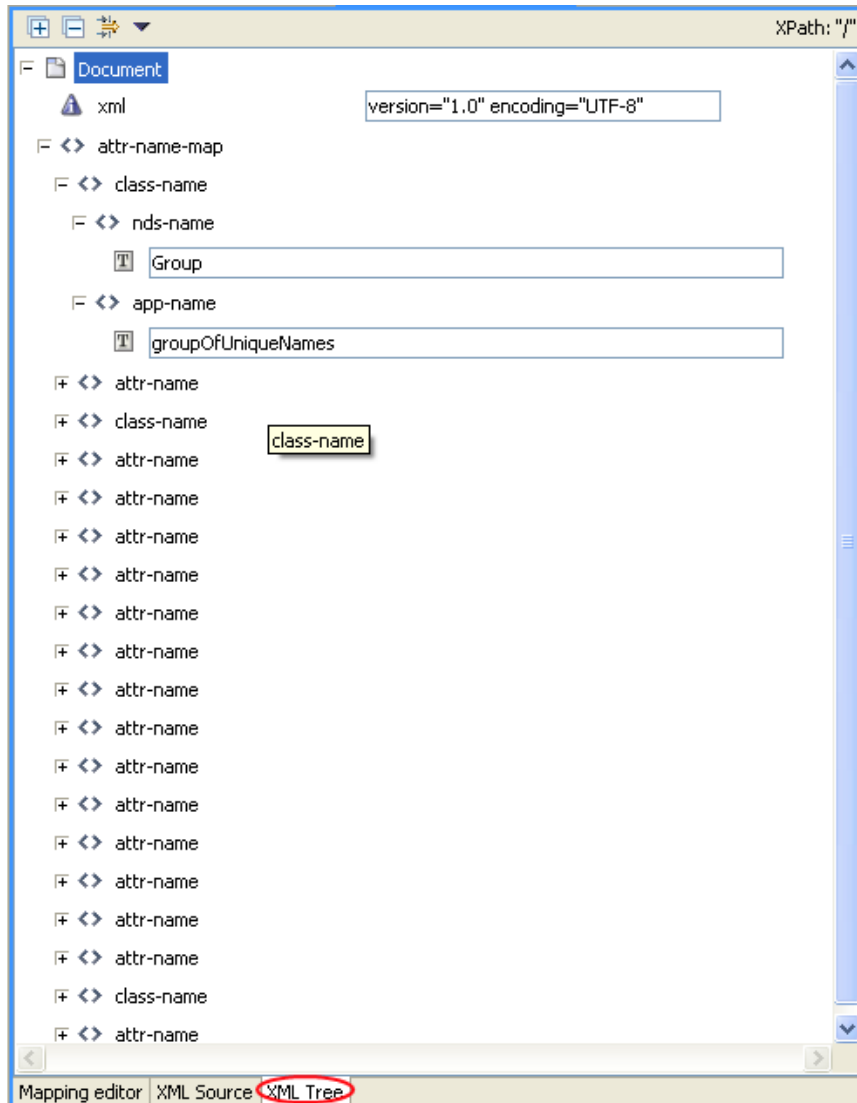 XPath: "/"
Document
xml version="1.0" encoding="UTF-8"
attr-name-map
class-name
nds-name
T Group
app-name
T groupOfUniqueNames
attr-name
class-name
class-name
attr-name
attr-name
attr-name
attr-name
attr-name
attr-name
attr-name
attr-name
attr-name
attr-name
attr-name
attr-name
attr-name
attr-name
class-name
attr-name
Mapping editor XML Source XML Tree